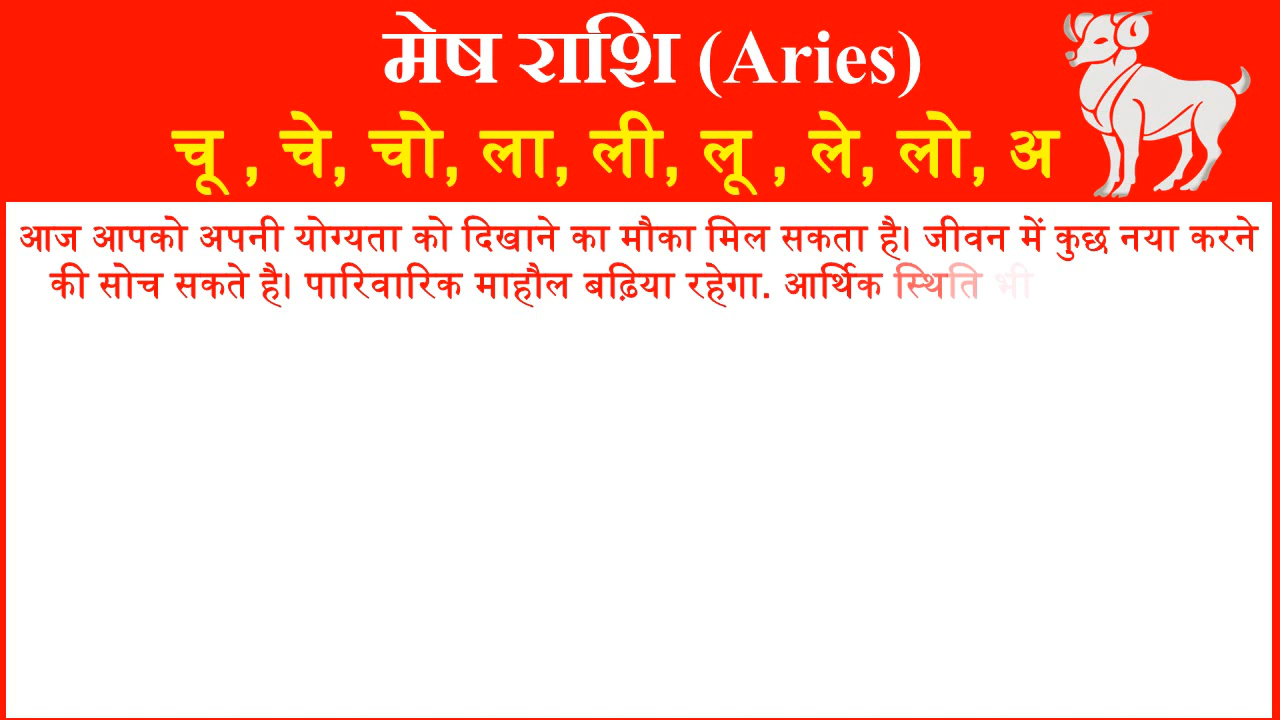 मेष राशि (Aries)
चू , चे, चो, ला, ली, लू , ले, लो, अ
आज आपको अपनी योग्यता को दिखाने का मौका मिल सकता है। जीवन में कुछ नया करने
की सोच सकते है। पारिवारिक माहौल बढ़िया रहेगा. आर्थिक स्थिति भी